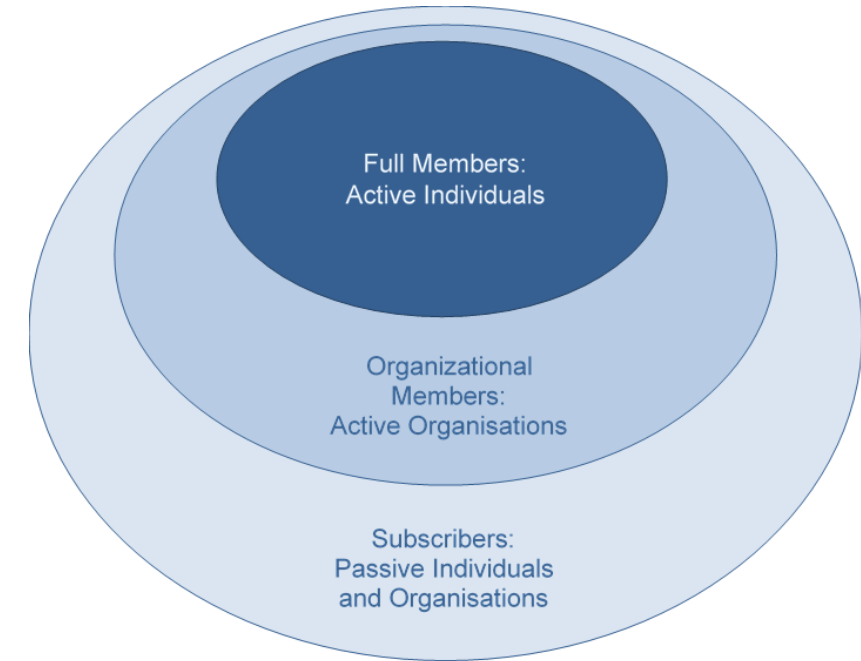 Full Members:
Active Individuals
Organizational
Members:
Active Organisations
Subscribers:
Passive Individuals
and Organisations